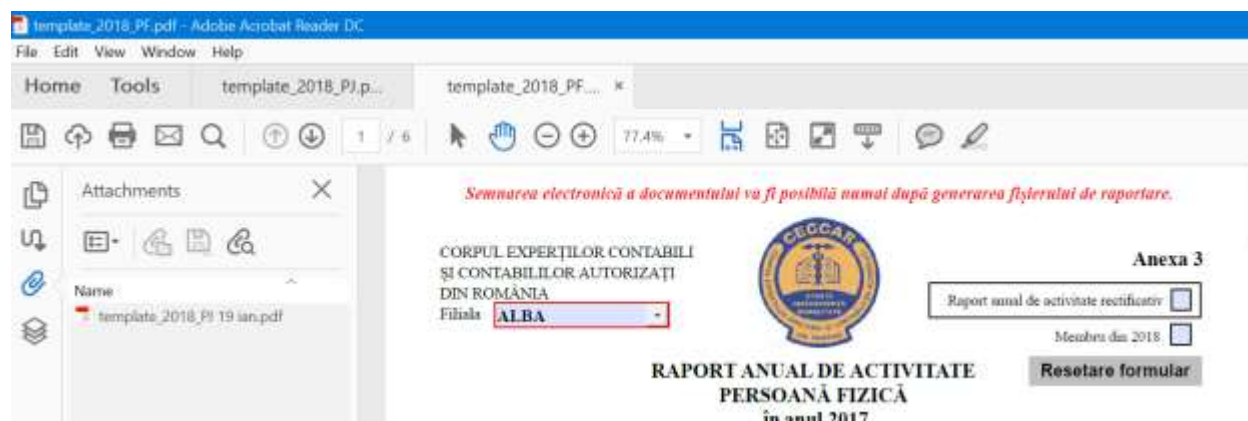 template_2018_PF.pdf - Adobe Acrobat Reader DC
File Edit View Window Help
Home Tools template_2018_PJ.p... template_2018_PF.... ×
1 / 6 77.4%
Attachments
Name
template_2018_PJ 19 ian.pdf
Semnarea electronică a documentului va fi posibilă numai după generarea fișierului de raportare.
CORPUL EXPERȚILOR CONTABILI
ȘI CONTABILILOR AUTORIZAȚI
DIN ROMÂNIA
Filiala ALBA
CECCAR
Anexa 3
Raport anual de activitate rectificativ
Membru din 2018
Resetare formular
RAPORT ANUAL DE ACTIVITATE
PERSOANĂ FIZICĂ
în anul 2017